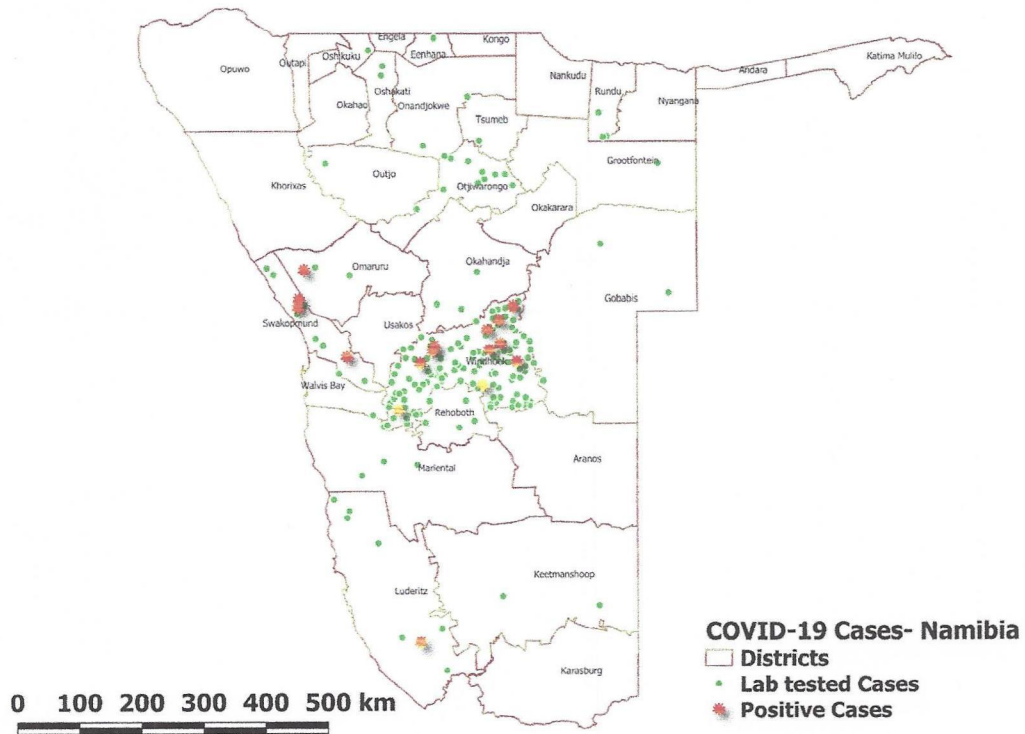 Engela
Kongo
Oshikuku
Eenhana
Outapi
Opuwo
Katima Mulilo
Andara
Nankudu
Oshakati
Rundu
Okahao
Onandjokwe
Nyangana
Tsumeb
Grootfontein
Outjo
Khorixas
Otjiwarongo
Okakarara
Omaruru
Okahandja
Gobabis
Swakopmund
Usakos
Windhoek
Walvis Bay
Rehoboth
Aranos
Mariental
Keetmanshoop
Luderitz
Karasburg
COVID-19 Cases- Namibia
Districts
Lab tested Cases
Positive Cases
0 100 200 300 400 500 km